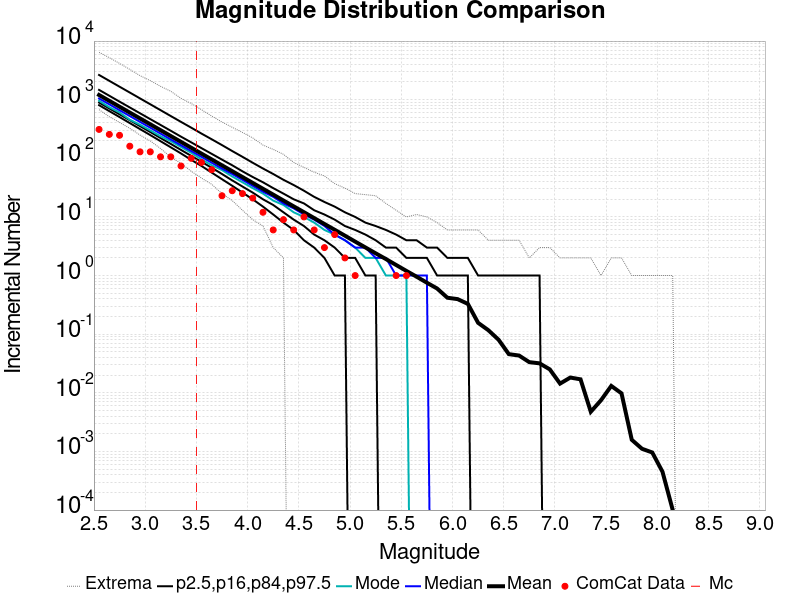 Magnitude Distribution Comparison
Incremental Number
10^4
10^3
10^2
10^1
10^0
10^-1
10^-2
10^-3
10^-4
2.5 3.0 3.5 4.0 4.5 5.0 5.5 6.0 6.5 7.0 7.5 8.0 8.5 9.0
Magnitude
Extrema p2.5,p16,p84,p97.5 Mode Median Mean ComCat Data Mc